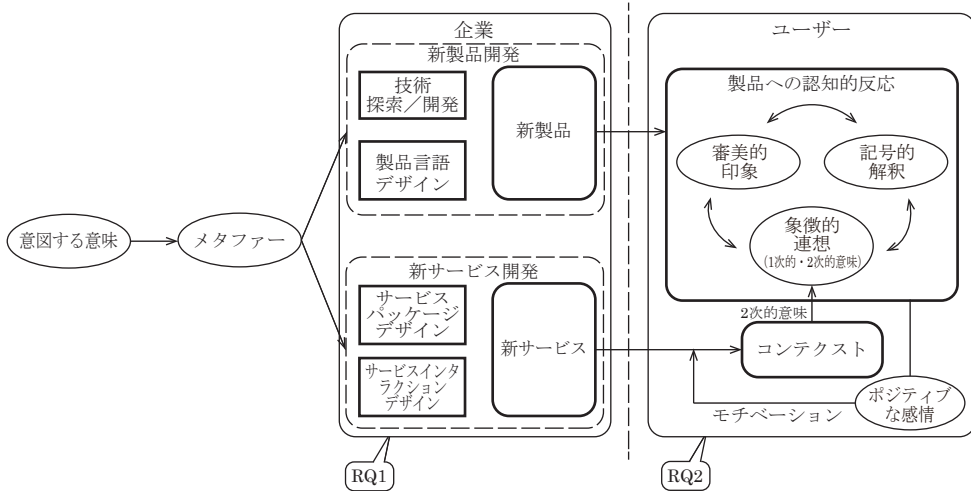 企業
新製品開発
技術
探索／開発
製品言語
デザイン
新製品
意図する意味
メタファー
新サービス開発
サービス
パッケージ
デザイン
サービスインタ
ラクション
デザイン
新サービス
RQ1
ユーザー
製品への認知的反応
審美的
印象
記号的
解釈
象徴的
連想
(1次的・2次的意味)
2次的意味
コンテクスト
モチベーション
ポジティブ
な感情
RQ2